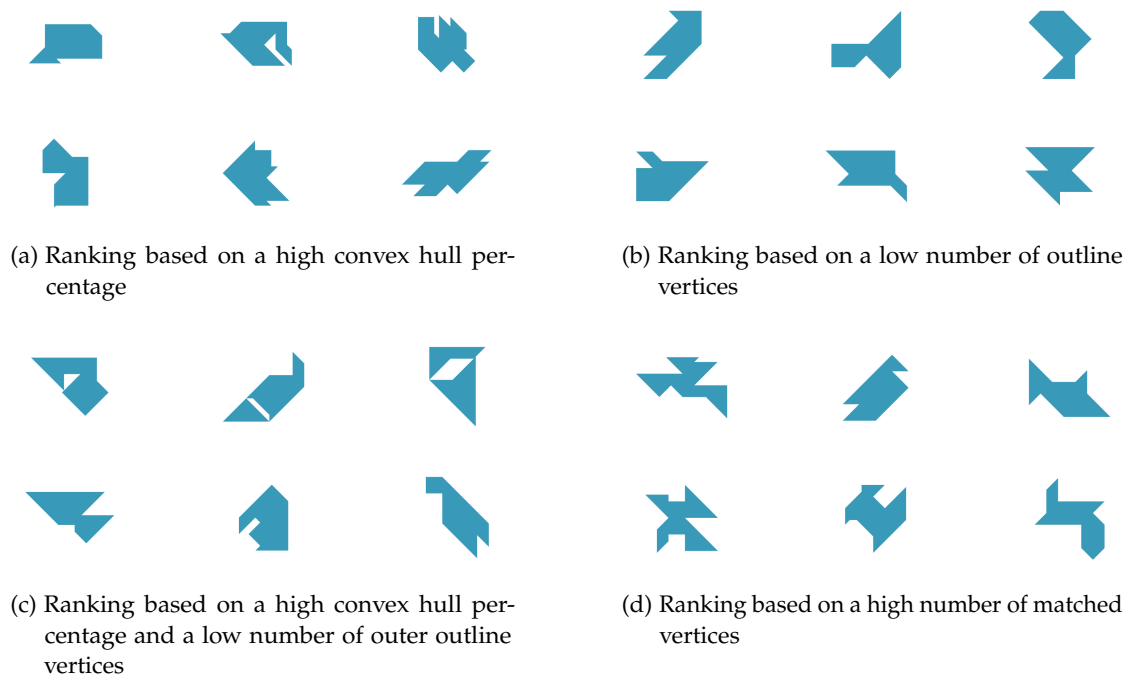 (a) Ranking based on a high convex hull per-
centage
(b) Ranking based on a low number of outline
vertices
(c) Ranking based on a high convex hull per-
centage and a low number of outer outline
vertices
(d) Ranking based on a high number of matched
vertices